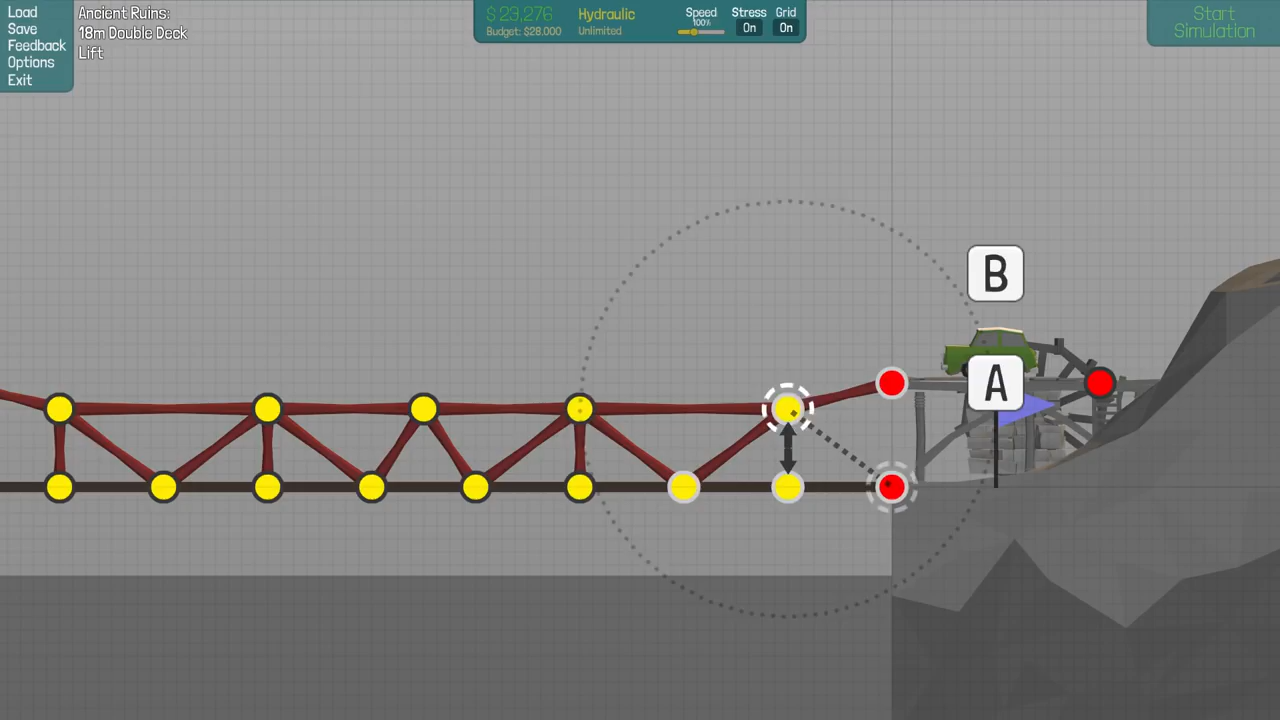 Load
Save
Feedback
Options
Exit
Ancient Ruins:
18m Double Deck
Lift
$ 23,276
Budget: $28.000
Hydraulic
Unlimited
Speed
100%
Stress
On
Grid
On
Start
Simulation
B
A